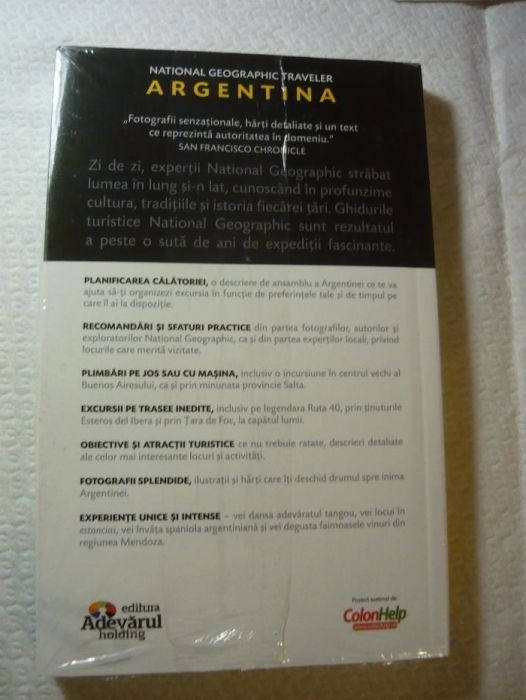 NATIONAL GEOGRAPHIC TRAVELER
ARGENTINA
„Fotografii senzaționale, hărți detaliate și un text
ce reprezintă autoritatea în domeniu."
SAN FRANCISCO CHRONICLE
Zi de zi, experții National Geographic străbat
lumea în lung și-n lat, cunoscând în profunzime
cultura, tradițiile și istoria fiecărei țări. Ghidurile
turistice National Geographic sunt rezultatul
a peste o sută de ani de expediții fascinante.
PLANIFICAREA CĂLĂTORIEI, o descriere de ansamblu a Argentinei ce te va
ajuta să-ți organizezi excursia în funcție de preferințele tale și de timpul pe
care îl ai la dispoziție.
RECOMANDĂRI ȘI SFATURI PRACTICE din partea fotografilor, autorilor și
exploratorilor National Geographic, ca și din partea experților locali, privind
locurile care merită vizitate.
PLIMBĂRI PE JOS SAU CU MAȘINA, inclusiv o incursiune în centrul vechi al
Buenos Airesului, ca și prin minunata provincie Salta.
EXCURSII PE TRASEE INEDITE, inclusiv pe legendara Ruta 40, prin ținuturile
Esteros del Ibera și prin Țara de Foc, la capătul lumii.
OBIECTIVE ȘI ATRACȚII TURISTICE ce nu trebuie ratate, descrieri detaliate
ale celor mai interesante locuri și activități.
FOTOGRAFII SPLENDIDE, ilustrații și hărți care îți deschid drumul spre inima
Argentinei.
EXPERIENȚE UNICE ȘI INTENSE – vei dansa adevăratul tangou, vei locui în
estancias, vei învăța spaniola argentiniană și vei degusta faimoasele vinuri din
regiunea Mendoza.
editura
Adevărul
holding
Proiect susținut de:
ColonHelp